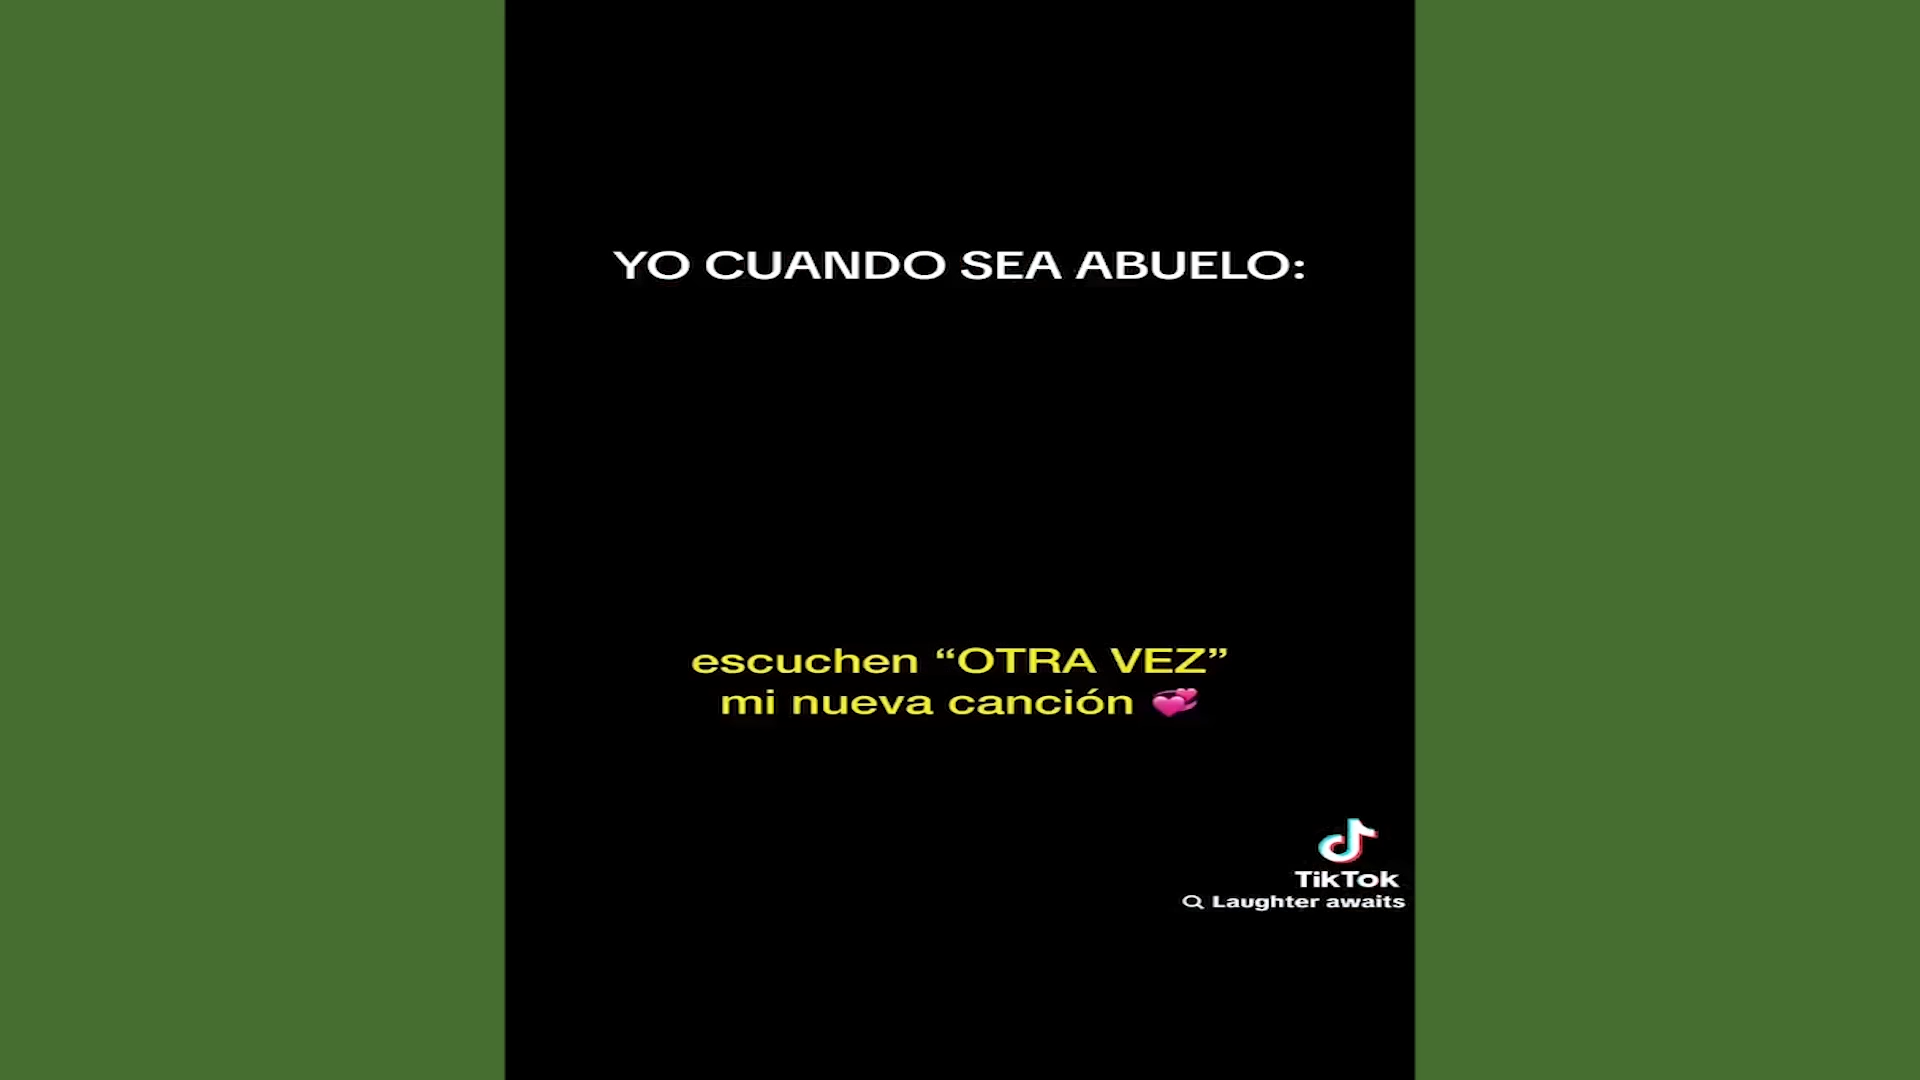 YO CUANDO SEA ABUELO:
escuchen “OTRA VEZ”
mi nueva canción 💞
TikTok
Laughter awaits